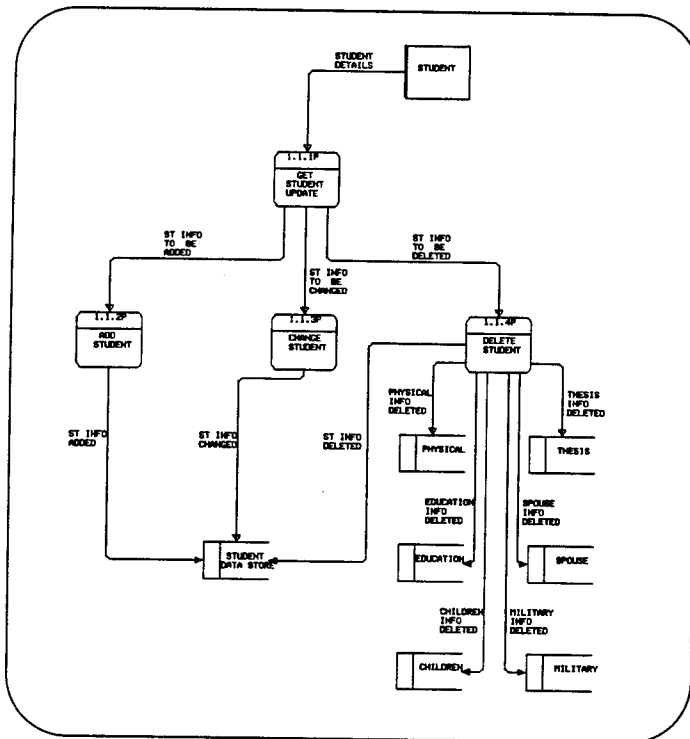 STUDENT
DETAILS
STUDENT
1.1.1P
GET
STUDENT
UPDATE
ST INFO
TO BE
ADDED
ST INFO
TO BE
CHANGED
ST INFO
TO BE
DELETED
1.1.2P
ADD
STUDENT
1.1.3P
CHANGE
STUDENT
1.1.4P
DELETE
STUDENT
ST INFO
ADDED
ST INFO
CHANGED
ST INFO
DELETED
PHYSICAL
INFO
DELETED
THESIS
INFO
DELETED
PHYSICAL
THESIS
EDUCATION
INFO
DELETED
SPOUSE
INFO
DELETED
STUDENT
DATA STORE
EDUCATION
SPOUSE
CHILDREN
INFO
DELETED
MILITARY
INFO
DELETED
CHILDREN
MILITARY